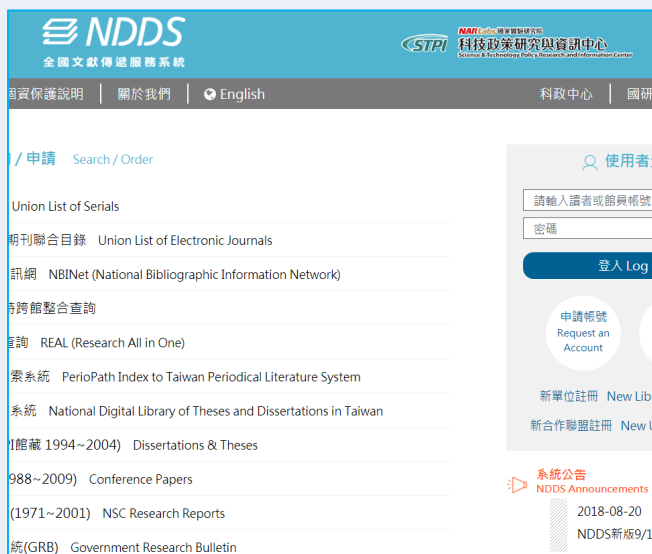 NDDS
全國文獻傳遞服務系統
STPI
NARLabs 國家實驗研究院
科技政策研究與資訊中心
Science & Technology Policy Research and Information Center
個資保護說明
關於我們
English
科政中心
國研
/ 申請 Search / Order
Union List of Serials
期刊聯合目錄 Union List of Electronic Journals
訊網 NBINet (National Bibliographic Information Network)
時跨館整合查詢
查詢 REAL (Research All in One)
索系統 PerioPath Index to Taiwan Periodical Literature System
系統 National Digital Library of Theses and Dissertations in Taiwan
I館藏 1994~2004) Dissertations & Theses
988~2009) Conference Papers
(1971~2001) NSC Research Reports
統(GRB) Government Research Bulletin
使用者
請輸入讀者或館員帳號
密碼
登入 Log
申請帳號
Request an
Account
新單位註冊 New Lib
新合作聯盟註冊 New U
系統公告
NDDS Announcements
2018-08-20
NDDS新版9/1